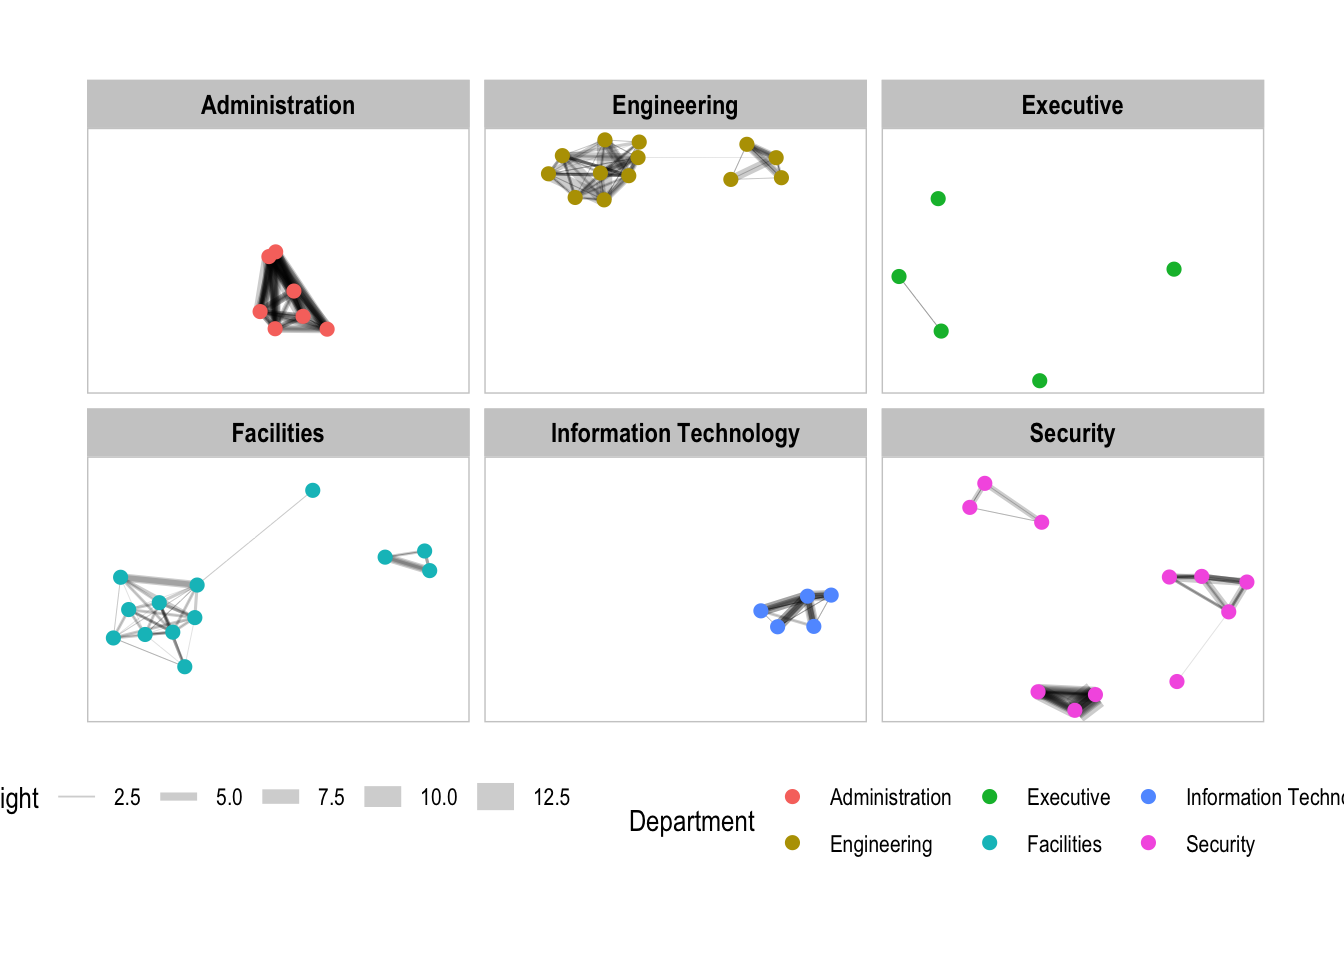 Administration
Engineering
Executive
Facilities
Information Technology
Security
2.5
5.0
7.5
10.0
12.5
Department
Administration
Executive
Information
Engineering
Facilities
Security